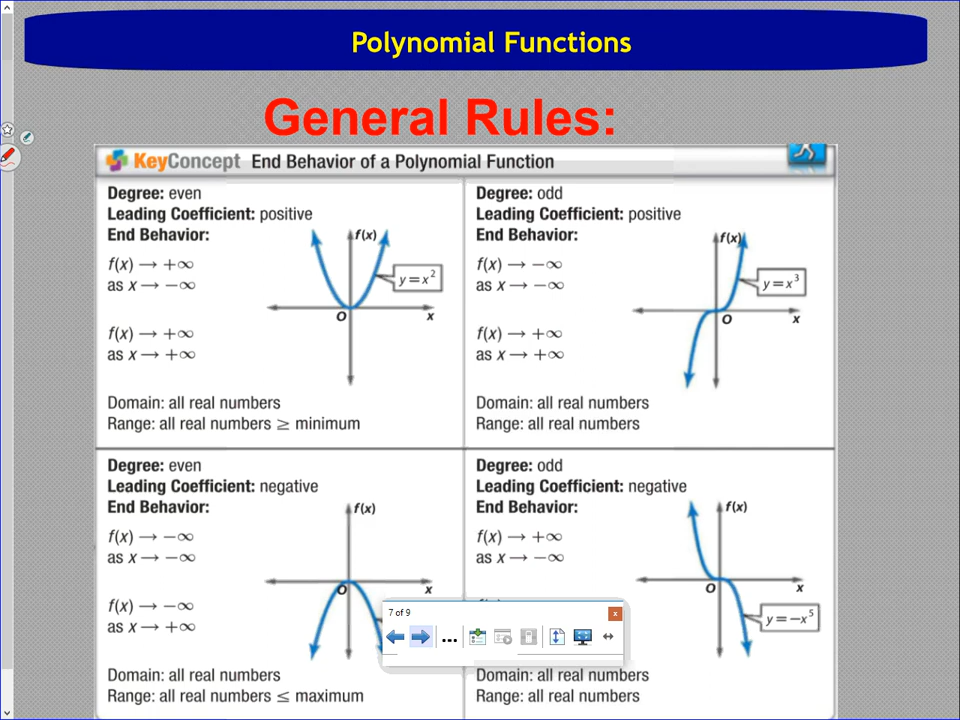 Polynomial Functions
General Rules:
KeyConcept End Behavior of a Polynomial Function
Degree: even
Leading Coefficient: positive
End Behavior:
f(x) → +∞
as x → −∞
f(x) → +∞
as x → +∞
f(x)
y = x²
O
x
Domain: all real numbers
Range: all real numbers ≥ minimum
Degree: odd
Leading Coefficient: positive
End Behavior:
f(x) → −∞
as x → −∞
f(x) → +∞
as x → +∞
f(x)
y = x³
O
x
Domain: all real numbers
Range: all real numbers
Degree: even
Leading Coefficient: negative
End Behavior:
f(x) → −∞
as x → −∞
f(x) → −∞
as x → +∞
f(x)
O
x
Domain: all real numbers
Range: all real numbers ≤ maximum
Degree: odd
Leading Coefficient: negative
End Behavior:
f(x) → +∞
as x → −∞
f(x)
O
x
y = −x⁵
Domain: all real numbers
Range: all real numbers
7 of 9
x
...